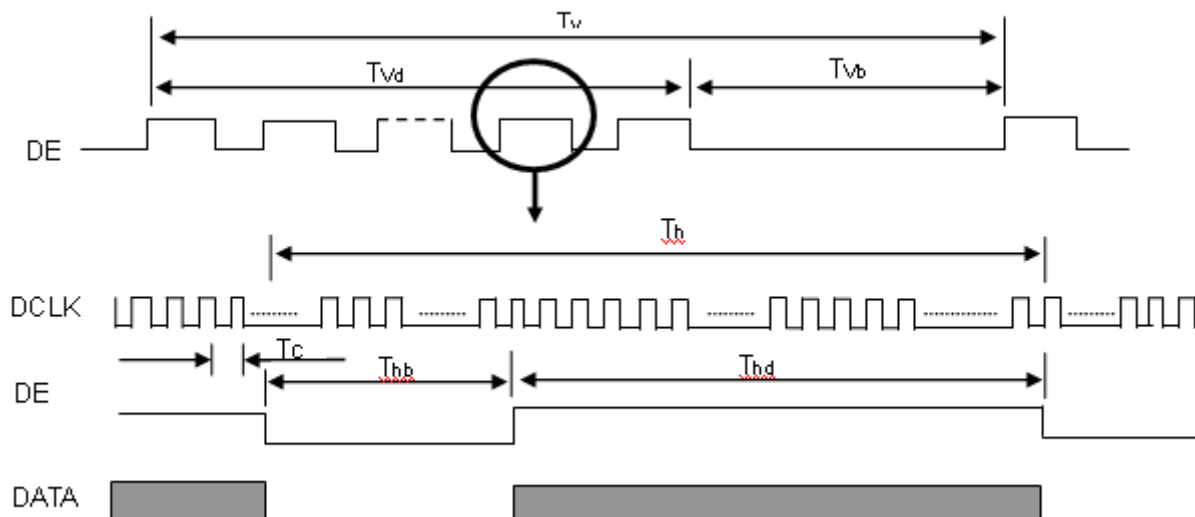 Tv
TVd
TVb
DE
Th
DCLK
TC
Thb
Thd
DE
DATA